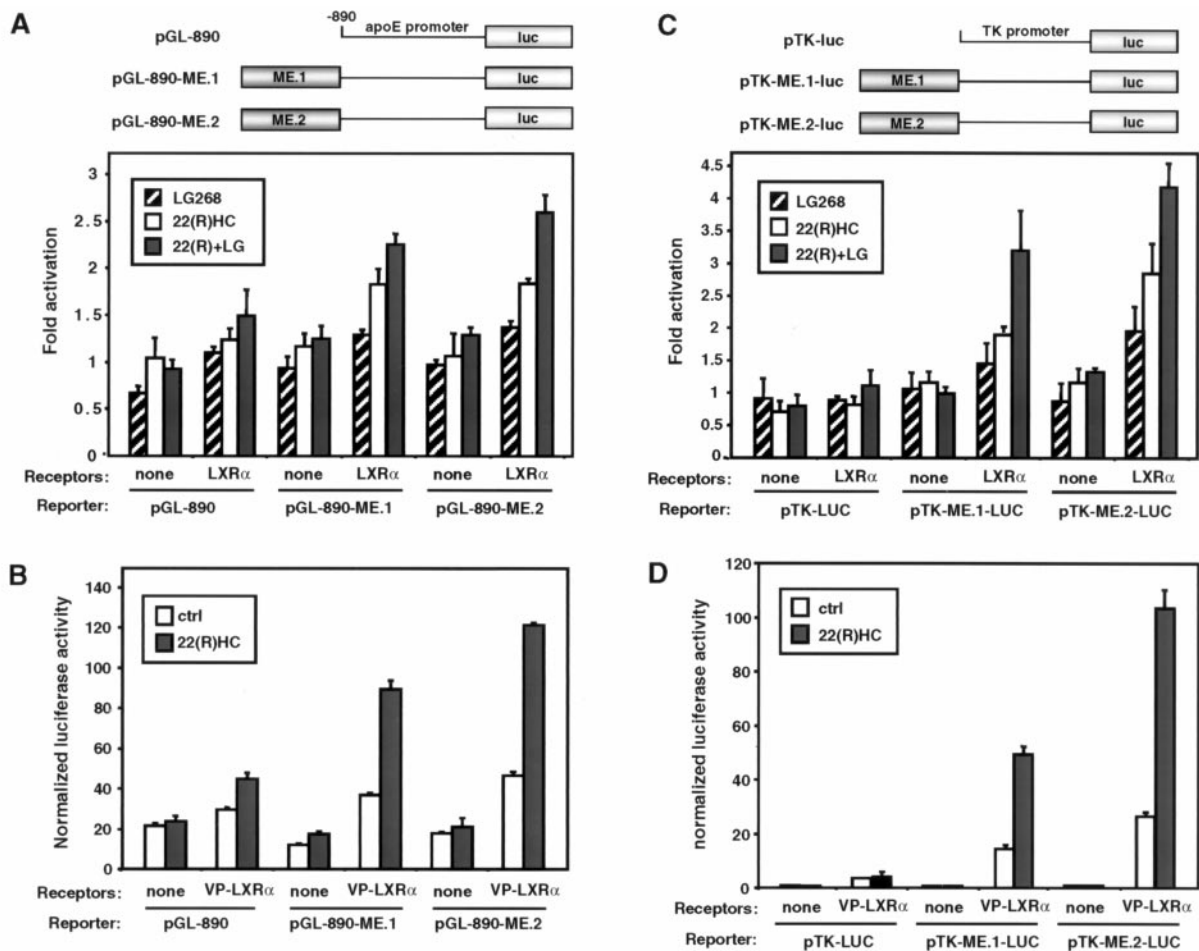 A
-890
apoE promoter
pGL-890
luc
pGL-890-ME.1
ME.1
luc
pGL-890-ME.2
ME.2
luc
3
2.5
2
1.5
1
0.5
0
Fold activation
LG268
22(R)HC
22(R)+LG
Receptors: none LXRα none LXRα none LXRα
Reporter: pGL-890 pGL-890-ME.1 pGL-890-ME.2
B
140
120
100
80
60
40
20
0
Normalized luciferase activity
ctrl
22(R)HC
Receptors: none VP-LXRα none VP-LXRα none VP-LXRα
Reporter: pGL-890 pGL-890-ME.1 pGL-890-ME.2
C
TK promoter
pTK-luc
luc
pTK-ME.1-luc
ME.1
luc
pTK-ME.2-luc
ME.2
luc
4.5
4
3.5
3
2.5
2
1.5
1
0.5
0
Fold activation
LG268
22(R)HC
22(R)+LG
Receptors: none LXRα none LXRα none LXRα
Reporter: pTK-LUC pTK-ME.1-LUC pTK-ME.2-LUC
D
120
100
80
60
40
20
0
normalized luciferase activity
ctrl
22(R)HC
Receptors: none VP-LXRα none VP-LXRα none VP-LXRα
Reporter: pTK-LUC pTK-ME.1-LUC pTK-ME.2-LUC